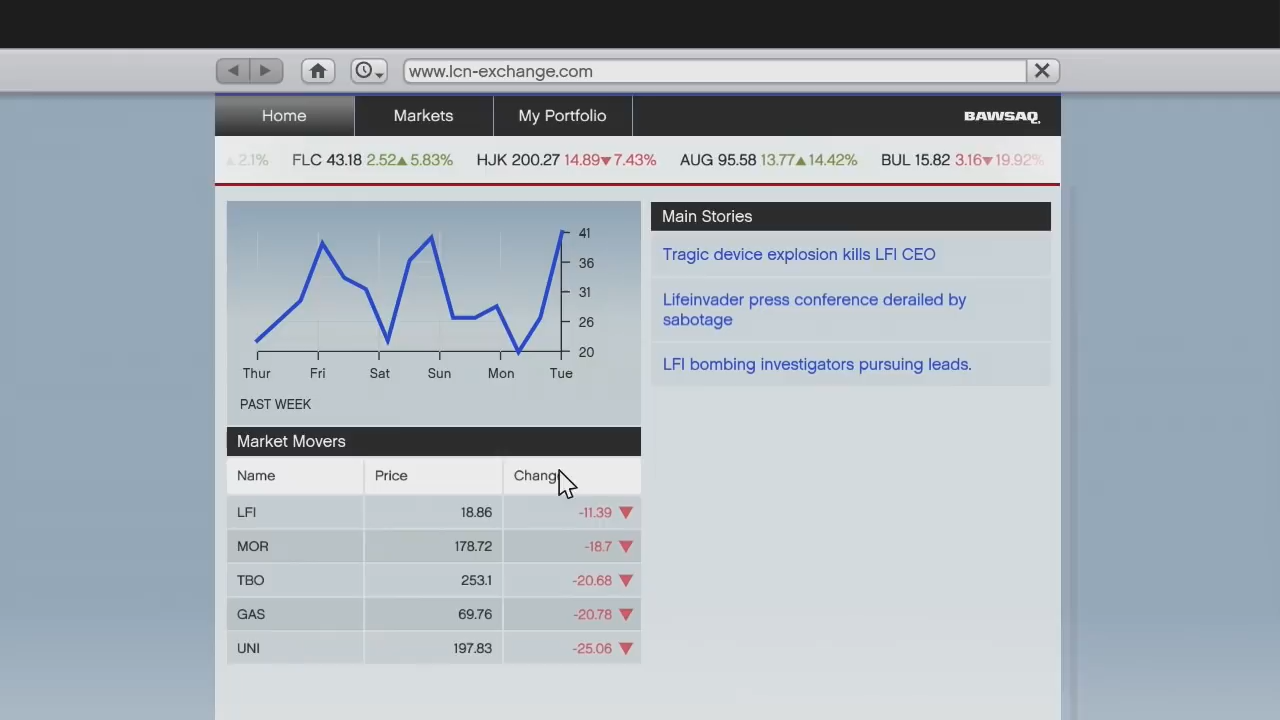 www.lcn-exchange.com
Home Markets My Portfolio BAWSAQ
▲2.1% FLC 43.18 2.52▲5.83% HJK 200.27 14.89▼7.43% AUG 95.58 13.77▲14.42% BUL 15.82 3.16▼19.92%
41
36
31
26
20
Thur Fri Sat Sun Mon Tue
PAST WEEK
Market Movers
Name Price Chang
LFI 18.86 -11.39 ▼
MOR 178.72 -18.7 ▼
TBO 253.1 -20.68 ▼
GAS 69.76 -20.78 ▼
UNI 197.83 -25.06 ▼
Main Stories
Tragic device explosion kills LFI CEO
Lifeinvader press conference derailed by
sabotage
LFI bombing investigators pursuing leads.